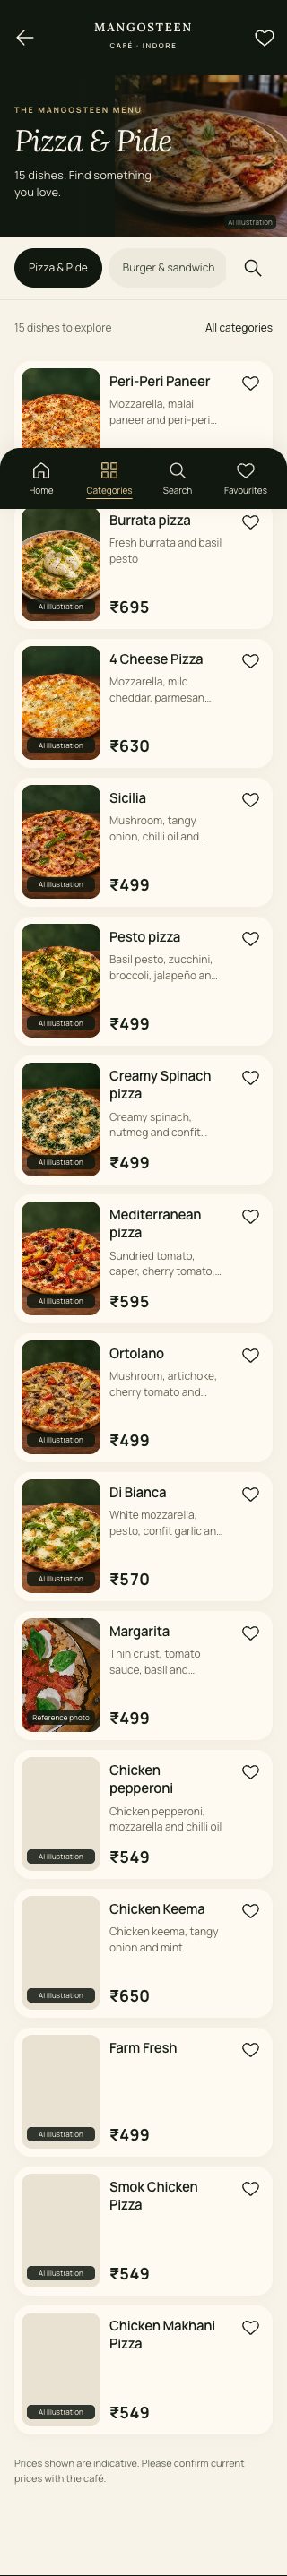 MANGOSTEEN
CAFÉ · INDORE
THE MANGOSTEEN MENU
Pizza & Pide
15 dishes. Find something
you love.
AI illustration
Pizza & Pide
Burger & sandwich
15 dishes to explore
All categories
Peri-Peri Paneer
Mozzarella, malai
paneer and peri-peri...
Home
Categories
Search
Favourites
Burrata pizza
Fresh burrata and basil
pesto
AI illustration
₹695
4 Cheese Pizza
Mozzarella, mild
cheddar, parmesan...
AI illustration
₹630
Sicilia
Mushroom, tangy
onion, chilli oil and...
AI illustration
₹499
Pesto pizza
Basil pesto, zucchini,
broccoli, jalapeño an...
AI illustration
₹499
Creamy Spinach
pizza
Creamy spinach,
nutmeg and confit...
AI illustration
₹499
Mediterranean
pizza
Sundried tomato,
caper, cherry tomato,...
AI illustration
₹595
Ortolano
Mushroom, artichoke,
cherry tomato and...
AI illustration
₹499
Di Bianca
White mozzarella,
pesto, confit garlic an...
AI illustration
₹570
Margarita
Thin crust, tomato
sauce, basil and...
Reference photo
₹499
Chicken
pepperoni
Chicken pepperoni,
mozzarella and chilli oil
AI illustration
₹549
Chicken Keema
Chicken keema, tangy
onion and mint
AI illustration
₹650
Farm Fresh
AI illustration
₹499
Smok Chicken
Pizza
AI illustration
₹549
Chicken Makhani
Pizza
AI illustration
₹549
Prices shown are indicative. Please confirm current
prices with the café.